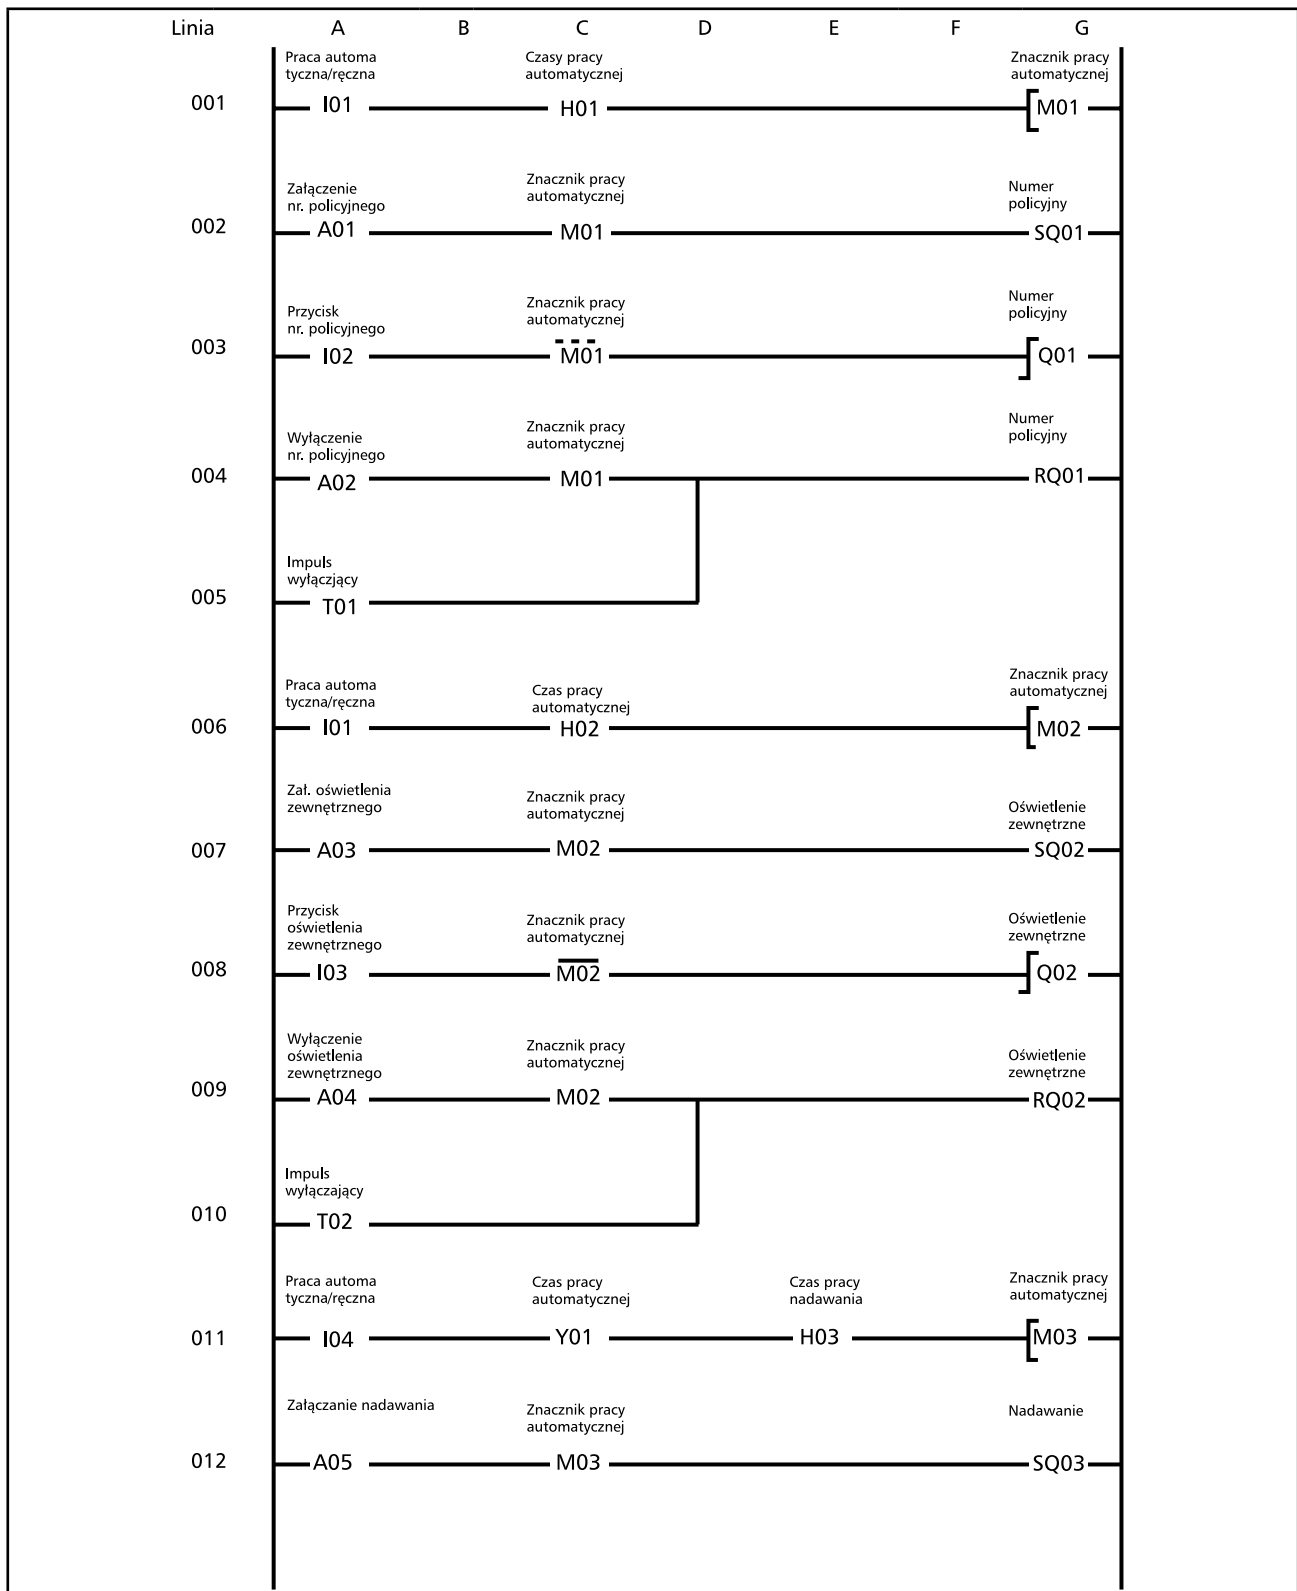 Linia A B C D E F G
Praca automa
tyczna/ręczna
Czasy pracy
automatycznej
Znacznik pracy
automatycznej
001 I01 H01 M01
Załączenie
nr. policyjnego
Znacznik pracy
automatycznej
Numer
policyjny
002 A01 M01 SQ01
Przycisk
nr. policyjnego
Znacznik pracy
automatycznej
Numer
policyjny
003 I02 M01 Q01
Wyłączenie
nr. policyjnego
Znacznik pracy
automatycznej
Numer
policyjny
004 A02 M01 RQ01
Impuls
wyłączjący
005 T01
Praca automa
tyczna/ręczna
Czas pracy
automatycznej
Znacznik pracy
automatycznej
006 I01 H02 M02
Zał. oświetlenia
zewnętrznego
Znacznik pracy
automatycznej
Oświetlenie
zewnętrzne
007 A03 M02 SQ02
Przycisk
oświetlenia
zewnętrznego
Znacznik pracy
automatycznej
Oświetlenie
zewnętrzne
008 I03 M02 Q02
Wyłączenie
oświetlenia
zewnętrznego
Znacznik pracy
automatycznej
Oświetlenie
zewnętrzne
009 A04 M02 RQ02
Impuls
wyłączający
010 T02
Praca automa
tyczna/ręczna
Czas pracy
automatycznej
Czas pracy
nadawania
Znacznik pracy
automatycznej
011 I04 Y01 H03 M03
Załączanie nadawania
Znacznik pracy
automatycznej
Nadawanie
012 A05 M03 SQ03